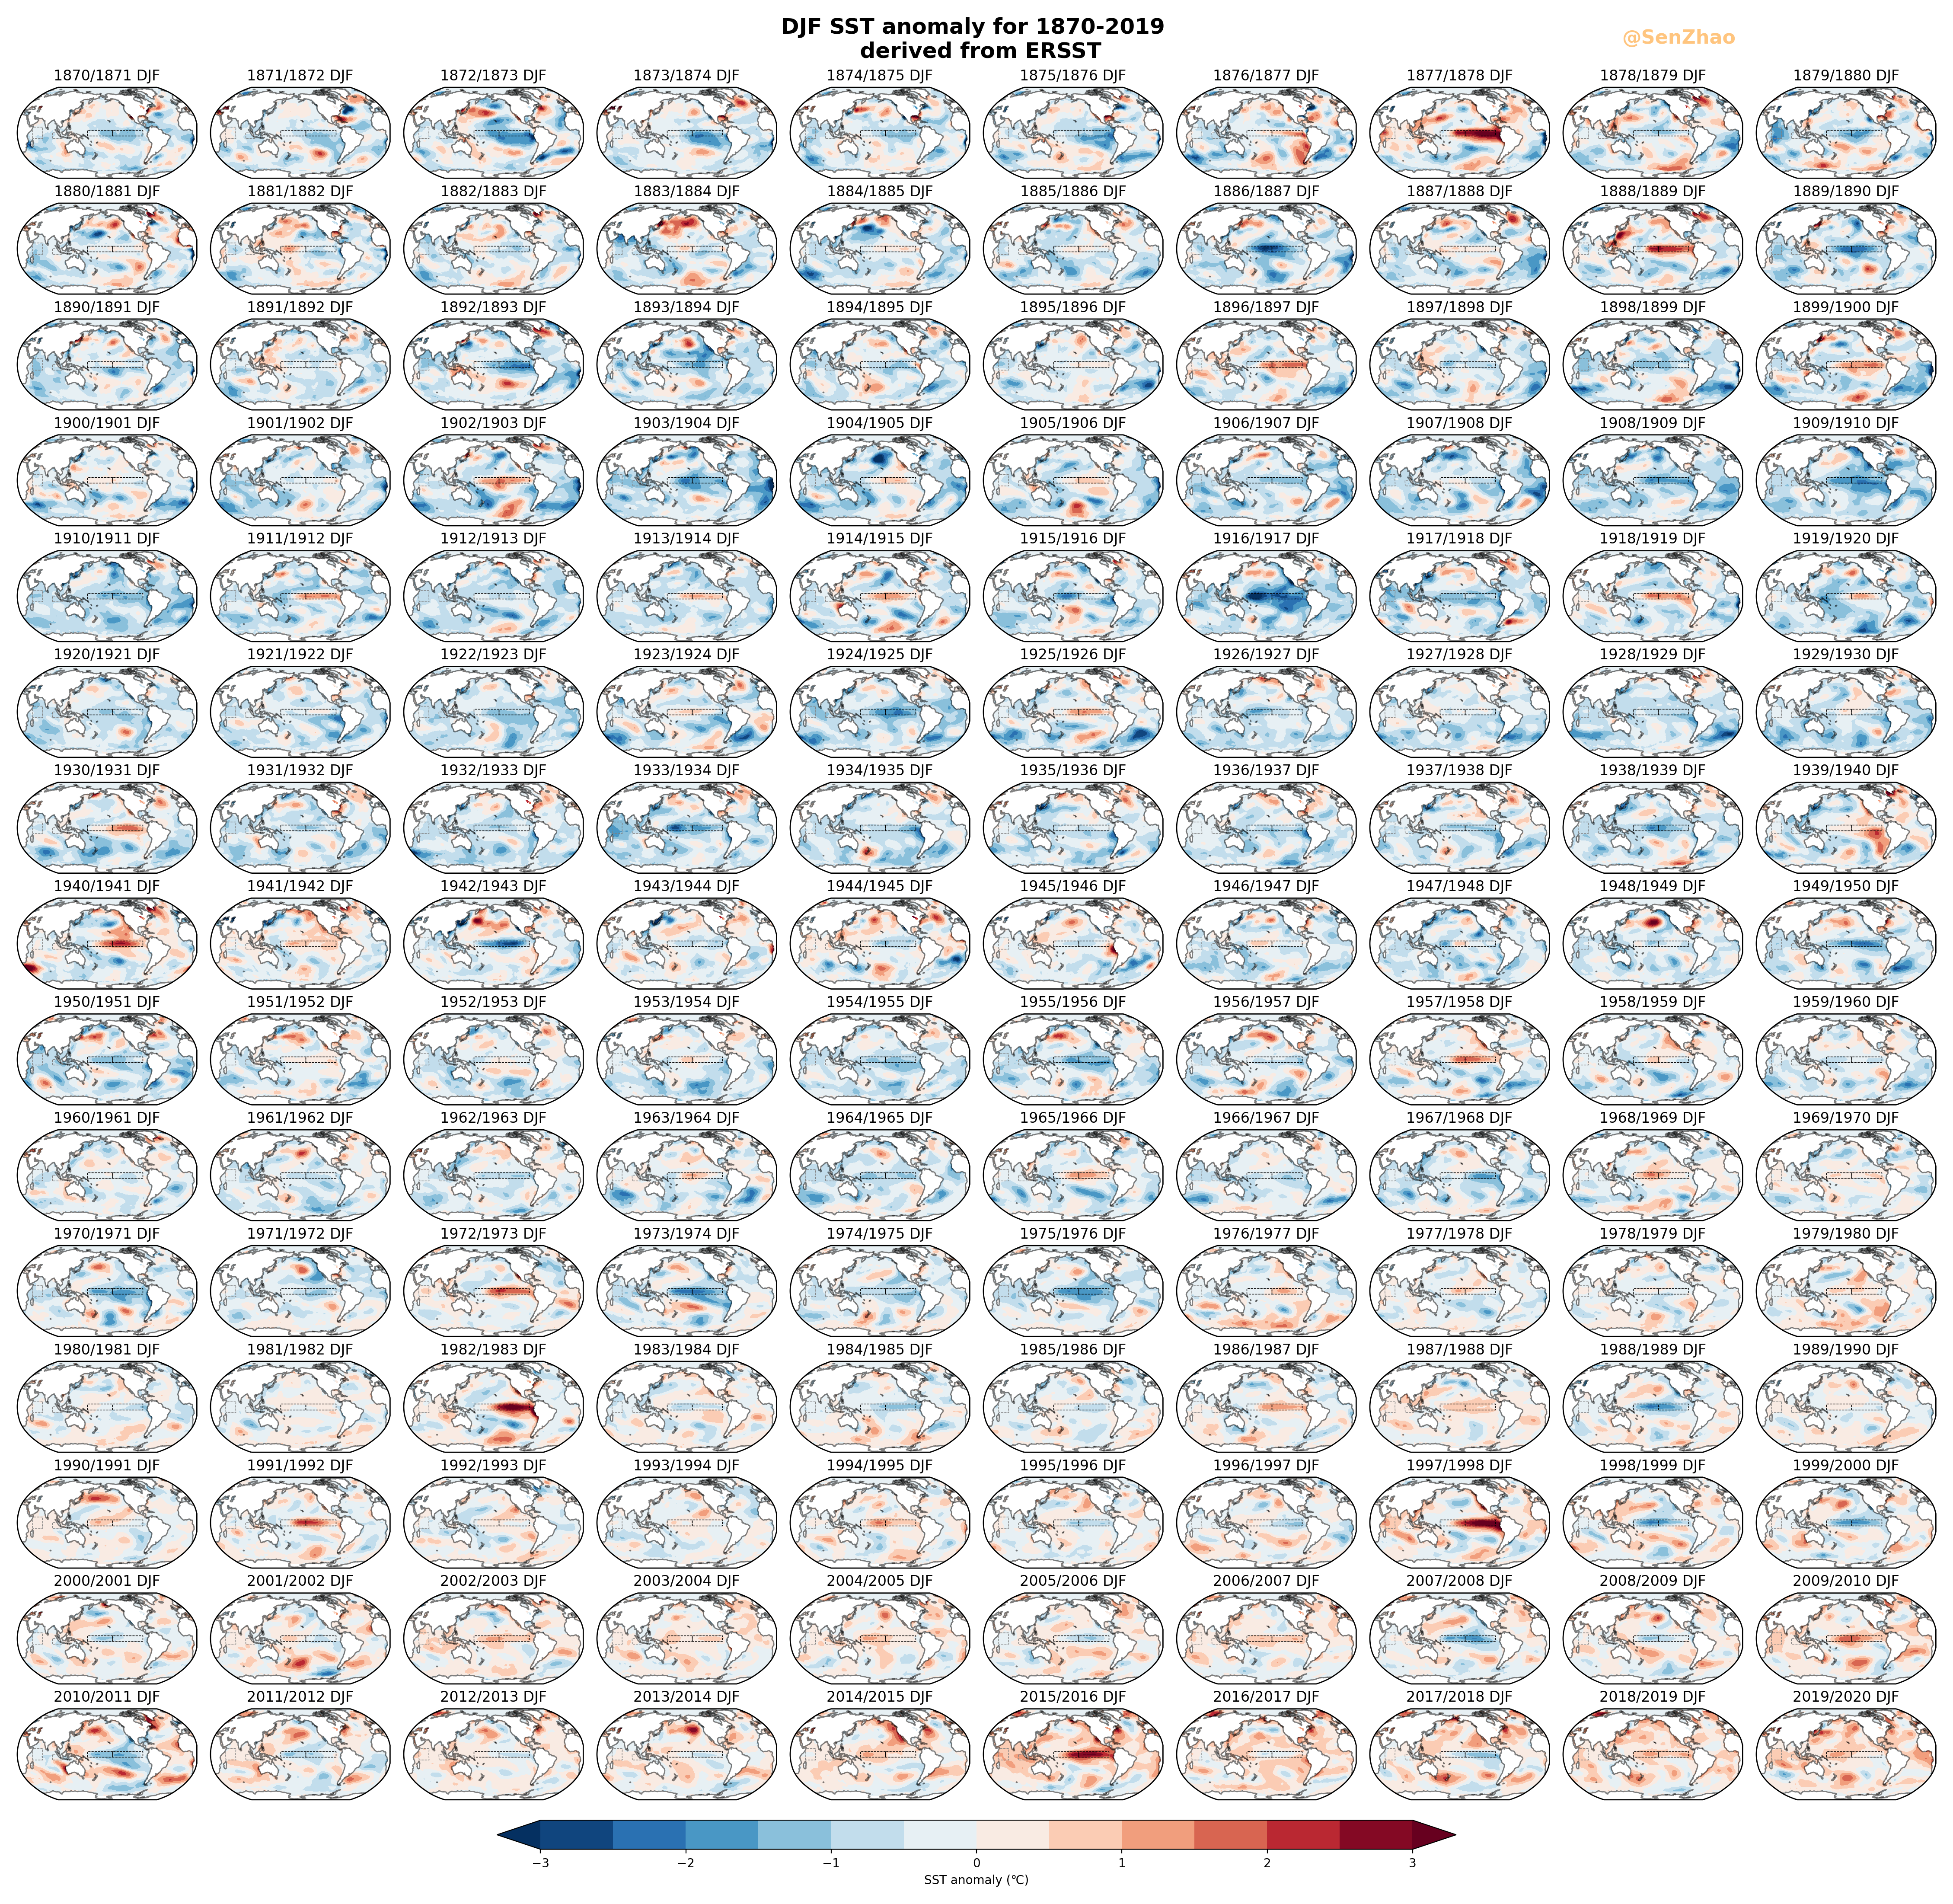 DJF SST anomaly for 1870-2019
derived from ERSST
@SenZhao
1870/1871 DJF 1871/1872 DJF 1872/1873 DJF 1873/1874 DJF 1874/1875 DJF 1875/1876 DJF 1876/1877 DJF 1877/1878 DJF 1878/1879 DJF 1879/1880 DJF
1880/1881 DJF 1881/1882 DJF 1882/1883 DJF 1883/1884 DJF 1884/1885 DJF 1885/1886 DJF 1886/1887 DJF 1887/1888 DJF 1888/1889 DJF 1889/1890 DJF
1890/1891 DJF 1891/1892 DJF 1892/1893 DJF 1893/1894 DJF 1894/1895 DJF 1895/1896 DJF 1896/1897 DJF 1897/1898 DJF 1898/1899 DJF 1899/1900 DJF
1900/1901 DJF 1901/1902 DJF 1902/1903 DJF 1903/1904 DJF 1904/1905 DJF 1905/1906 DJF 1906/1907 DJF 1907/1908 DJF 1908/1909 DJF 1909/1910 DJF
1910/1911 DJF 1911/1912 DJF 1912/1913 DJF 1913/1914 DJF 1914/1915 DJF 1915/1916 DJF 1916/1917 DJF 1917/1918 DJF 1918/1919 DJF 1919/1920 DJF
1920/1921 DJF 1921/1922 DJF 1922/1923 DJF 1923/1924 DJF 1924/1925 DJF 1925/1926 DJF 1926/1927 DJF 1927/1928 DJF 1928/1929 DJF 1929/1930 DJF
1930/1931 DJF 1931/1932 DJF 1932/1933 DJF 1933/1934 DJF 1934/1935 DJF 1935/1936 DJF 1936/1937 DJF 1937/1938 DJF 1938/1939 DJF 1939/1940 DJF
1940/1941 DJF 1941/1942 DJF 1942/1943 DJF 1943/1944 DJF 1944/1945 DJF 1945/1946 DJF 1946/1947 DJF 1947/1948 DJF 1948/1949 DJF 1949/1950 DJF
1950/1951 DJF 1951/1952 DJF 1952/1953 DJF 1953/1954 DJF 1954/1955 DJF 1955/1956 DJF 1956/1957 DJF 1957/1958 DJF 1958/1959 DJF 1959/1960 DJF
1960/1961 DJF 1961/1962 DJF 1962/1963 DJF 1963/1964 DJF 1964/1965 DJF 1965/1966 DJF 1966/1967 DJF 1967/1968 DJF 1968/1969 DJF 1969/1970 DJF
1970/1971 DJF 1971/1972 DJF 1972/1973 DJF 1973/1974 DJF 1974/1975 DJF 1975/1976 DJF 1976/1977 DJF 1977/1978 DJF 1978/1979 DJF 1979/1980 DJF
1980/1981 DJF 1981/1982 DJF 1982/1983 DJF 1983/1984 DJF 1984/1985 DJF 1985/1986 DJF 1986/1987 DJF 1987/1988 DJF 1988/1989 DJF 1989/1990 DJF
1990/1991 DJF 1991/1992 DJF 1992/1993 DJF 1993/1994 DJF 1994/1995 DJF 1995/1996 DJF 1996/1997 DJF 1997/1998 DJF 1998/1999 DJF 1999/2000 DJF
2000/2001 DJF 2001/2002 DJF 2002/2003 DJF 2003/2004 DJF 2004/2005 DJF 2005/2006 DJF 2006/2007 DJF 2007/2008 DJF 2008/2009 DJF 2009/2010 DJF
2010/2011 DJF 2011/2012 DJF 2012/2013 DJF 2013/2014 DJF 2014/2015 DJF 2015/2016 DJF 2016/2017 DJF 2017/2018 DJF 2018/2019 DJF 2019/2020 DJF
−3 −2 −1 0 1 2 3
SST anomaly (℃)